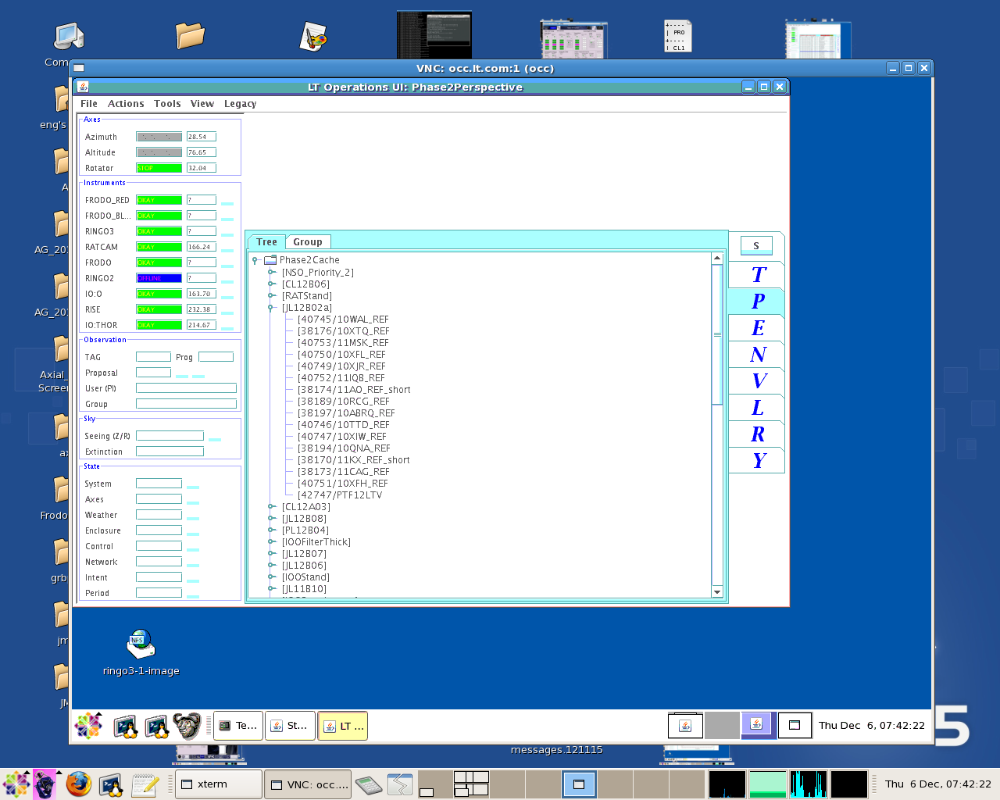 +----
| PRO
+----
| CL1
Com
VNC: occ.lt.com:1 (occ)
LT Operations UI: Phase2Perspective
File Actions Tools View Legacy
Axes
Azimuth 28.54
Altitude 76.65
Rotator STOP 32.04
Instruments
FRODO_RED OKAY ?
FRODO_BL... OKAY ?
RINGO3 OKAY ?
RATCAM OKAY 166.24
FRODO OKAY ?
RINGO2 OFFLINE ?
IO:O OKAY 163.70
RISE OKAY 232.38
IO:THOR OKAY 214.67
Observation
TAG Prog
Proposal
User (PI)
Group
Sky
Seeing (Z/R)
Extinction
State
System
Axes
Weather
Enclosure
Control
Network
Intent
Period
Tree Group
Phase2Cache
[NSO_Priority_2]
[CL12B06]
[RATStand]
[JL12B02a]
[40745/10WAL_REF
[38176/10XTQ_REF
[40753/11MSK_REF
[40750/10XFL_REF
[40749/10XJR_REF
[40752/11IQB_REF
[38174/11AO_REF_short
[38189/10RCG_REF
[38197/10ABRQ_REF
[40746/10TTD_REF
[40747/10XIW_REF
[38194/10QNA_REF
[38170/11KX_REF_short
[38173/11CAG_REF
[40751/10XFH_REF
[42747/PTF12LTV
[CL12A03]
[JL12B08]
[PL12B04]
[IOOFilterThick]
[JL12B07]
[JL12B06]
[IOOStand]
[JL11B10]
S
T
P
E
N
V
L
R
Y
eng's
A
AG_20
AG_20
Axial_
Screen
ax
Frodo
grb
jm
JM
NFS
ringo3-1-image
Te... St... LT ...
Thu Dec 6, 07:42:22
5
messages.121115
xterm VNC: occ....
Thu 6 Dec, 07:42:22